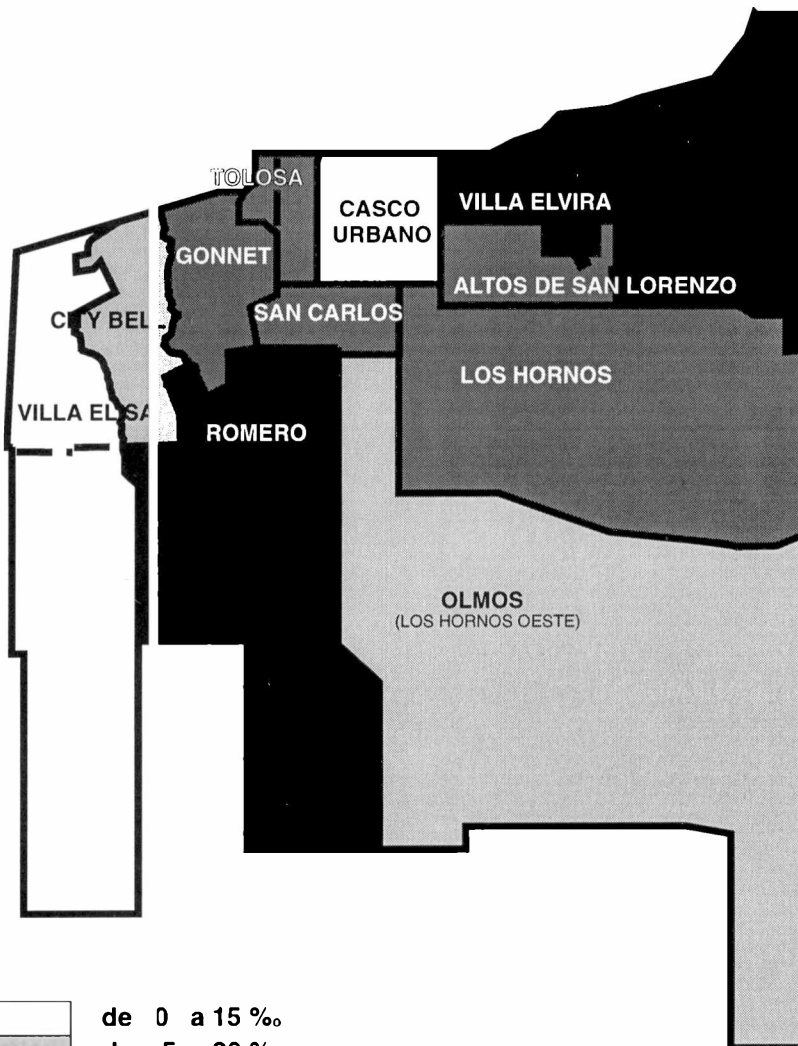 TOLOSA
CASCO
URBANO
VILLA ELVIRA
GONNET
ALTOS DE SAN LORENZO
SAN CARLOS
LOS HORNOS
VILLA
ROMERO
OLMOS
(LOS HORNOS OESTE)
de 0 a 15 ‰